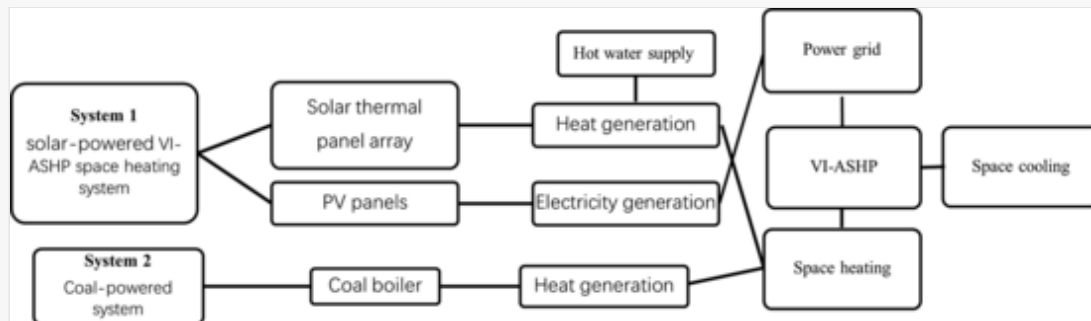 System 1
solar-powered VI-
ASHP space heating
system
Solar thermal
panel array
PV panels
Hot water supply
Heat generation
Electricity generation
Power grid
VI-ASHP
Space cooling
Space heating
System 2
Coal-powered
system
Coal boiler
Heat generation